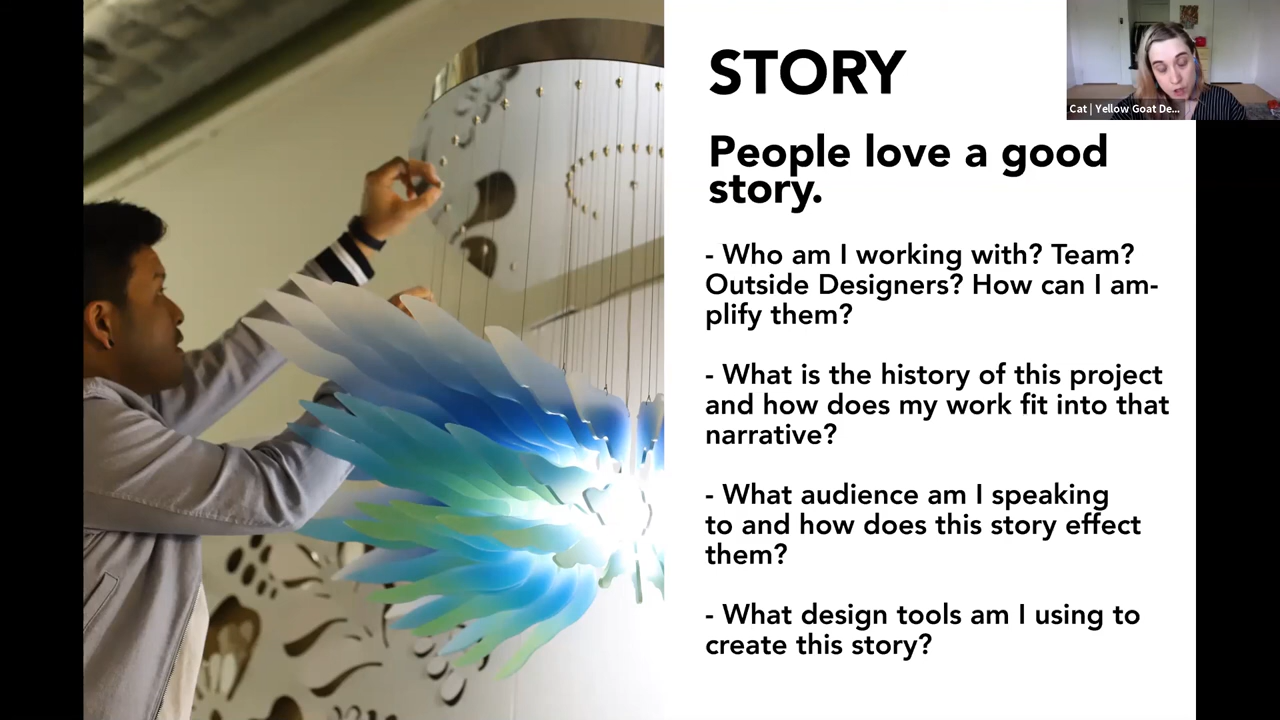 STORY
Cat | Yellow Goat De...
People love a good
story.
- Who am I working with? Team?
Outside Designers? How can I am-
plify them?
- What is the history of this project
and how does my work fit into that
narrative?
- What audience am I speaking
to and how does this story effect
them?
- What design tools am I using to
create this story?